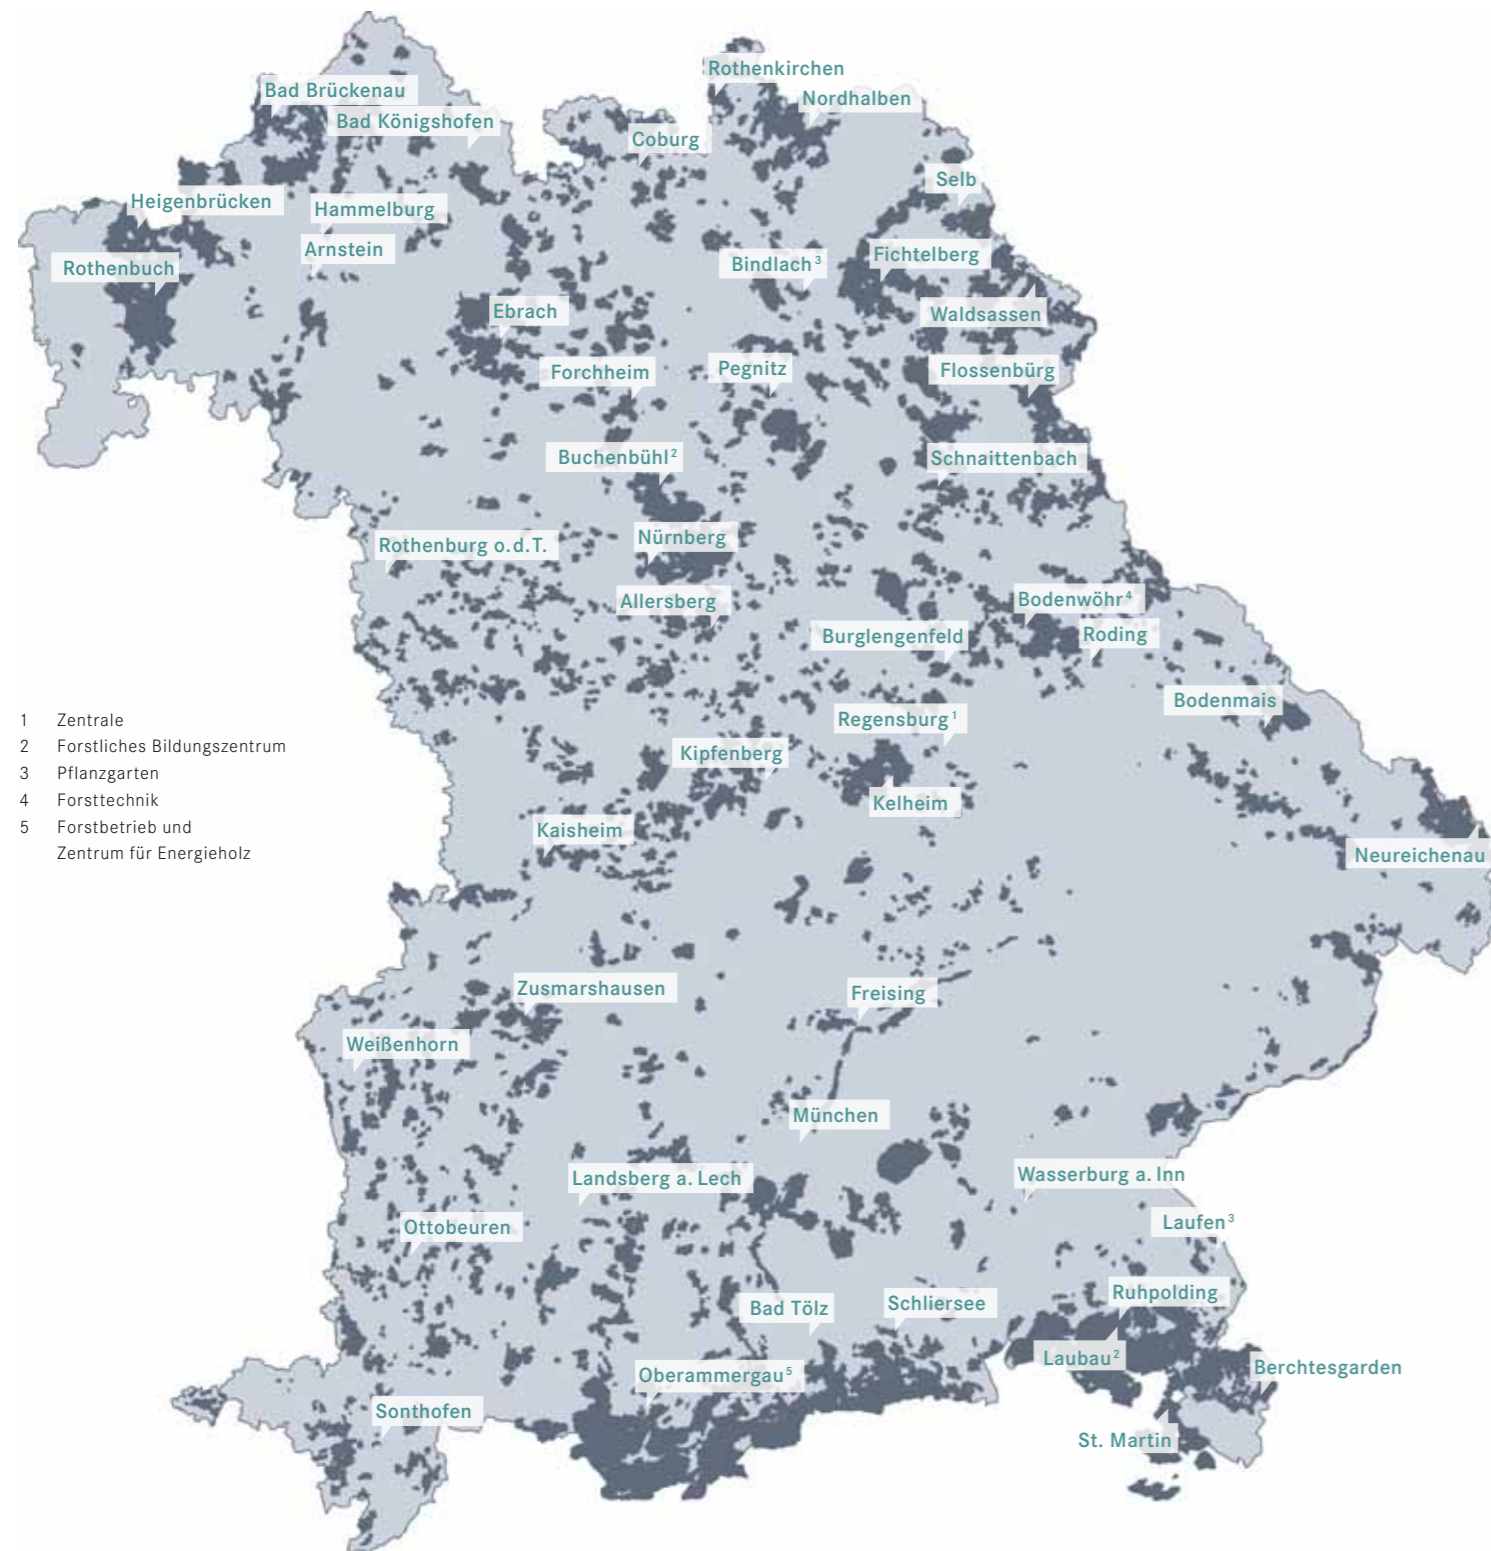 Rothenkirchen
Bad Brückenau
Nordhalben
Bad Königshofen
Coburg
Selb
Heigenbrücken
Hammelburg
Arnstein
Fichtelberg
Bindlach³
Rothenbuch
Ebrach
Waldsassen
Pegnitz
Flossenbürg
Forchheim
Buchenbühl²
Schnaittenbach
Nürnberg
Rothenburg o.d.T.
Bodenwöhr⁴
Allersberg
Roding
Burglengenfeld
Bodenmais
Regensburg¹
1 Zentrale
2 Forstliches Bildungszentrum
3 Pflanzgarten
4 Forsttechnik
5 Forstbetrieb und
Zentrum für Energieholz
Kipfenberg
Kelheim
Kaisheim
Neureichenau
Zusmarshausen
Freising
Weißenhorn
München
Wasserburg a. Inn
Landsberg a. Lech
Laufen³
Ottobeuren
Ruhpolding
Schliersee
Bad Tölz
Laubau²
Berchtesgarden
Oberammergau⁵
Sonthofen
St. Martin